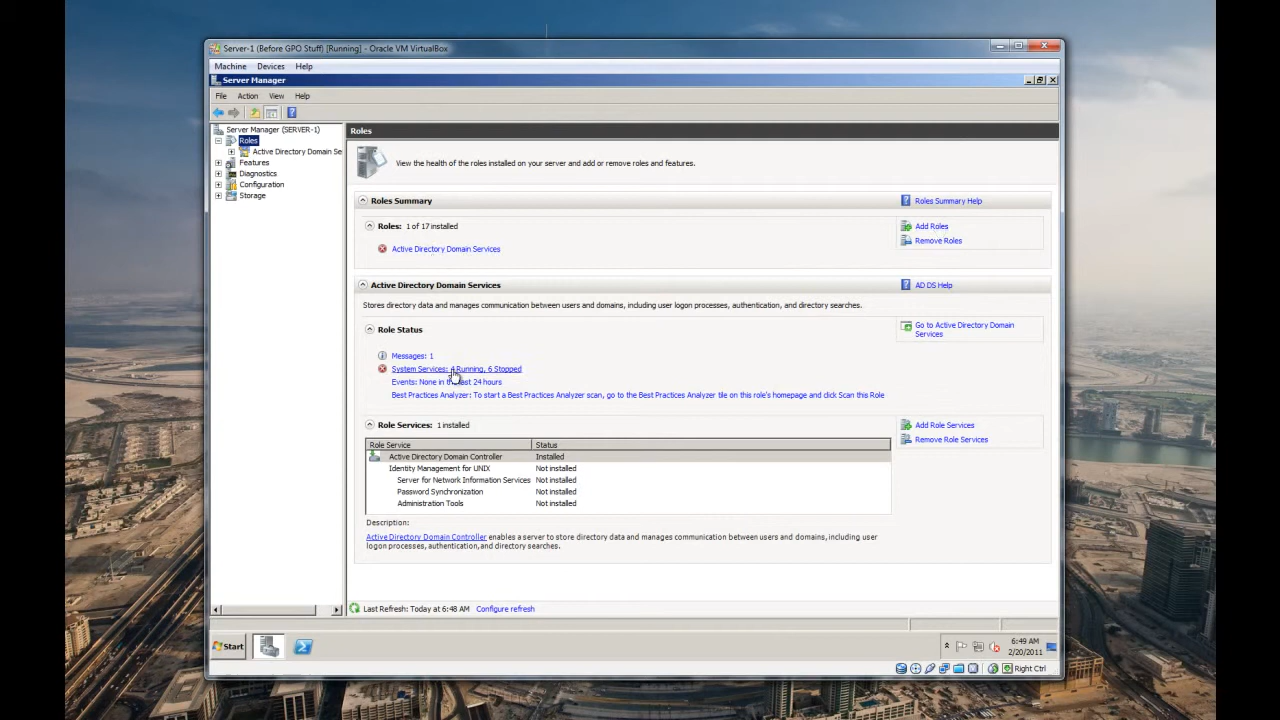 Server-1 (Before GPO Stuff) [Running] - Oracle VM VirtualBox
Machine Devices Help
Server Manager
File Action View Help
Server Manager (SERVER-1)
Roles
Active Directory Domain Se
Features
Diagnostics
Configuration
Storage
Roles
View the health of the roles installed on your server and add or remove roles and features.
Roles Summary
Roles Summary Help
Roles: 1 of 17 installed
Add Roles
Remove Roles
Active Directory Domain Services
Active Directory Domain Services
AD DS Help
Stores directory data and manages communication between users and domains, including user logon processes, authentication, and directory searches.
Role Status
Go to Active Directory Domain
Services
Messages: 1
System Services: 4 Running, 6 Stopped
Events: None in the last 24 hours
Best Practices Analyzer: To start a Best Practices Analyzer scan, go to the Best Practices Analyzer tile on this role's homepage and click Scan this Role
Role Services: 1 installed
Add Role Services
Remove Role Services
Role Service Status
Active Directory Domain Controller Installed
Identity Management for UNIX Not installed
Server for Network Information Services Not installed
Password Synchronization Not installed
Administration Tools Not installed
Description:
Active Directory Domain Controller enables a server to store directory data and manages communication between users and domains, including user
logon processes, authentication, and directory searches.
Last Refresh: Today at 6:48 AM Configure refresh
Start
6:49 AM
2/20/2011
Right Ctrl